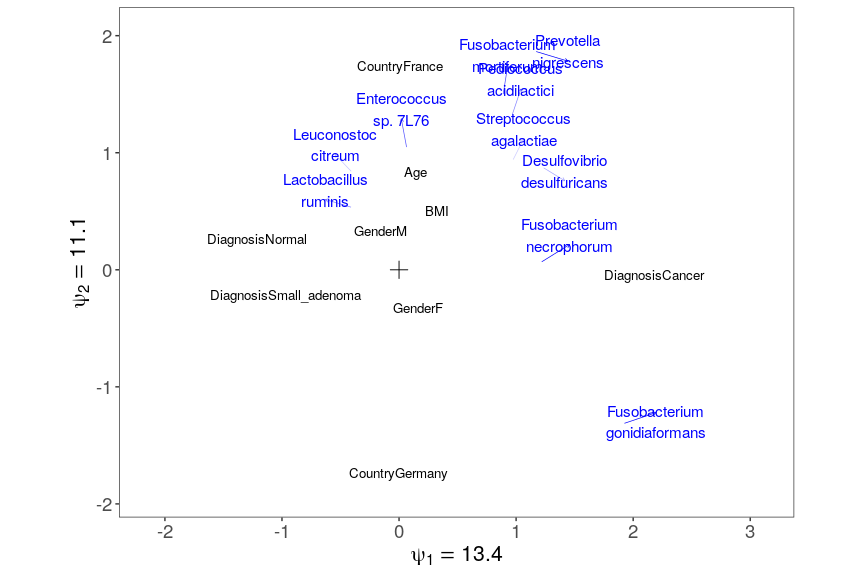 2
1
0
-1
-2
ψ2 = 11.1
Fusobacterium
mortiferum
Prevotella
nigrescens
CountryFrance
Pediococcus
acidilactici
Enterococcus
sp. 7L76
Streptococcus
agalactiae
Leuconostoc
citreum
Desulfovibrio
desulfuricans
Age
Lactobacillus
ruminis
BMI
Fusobacterium
necrophorum
GenderM
DiagnosisNormal
DiagnosisCancer
DiagnosisSmall_adenoma
GenderF
Fusobacterium
gonidiaformans
CountryGermany
-2
-1
0
1
2
3
ψ1 = 13.4